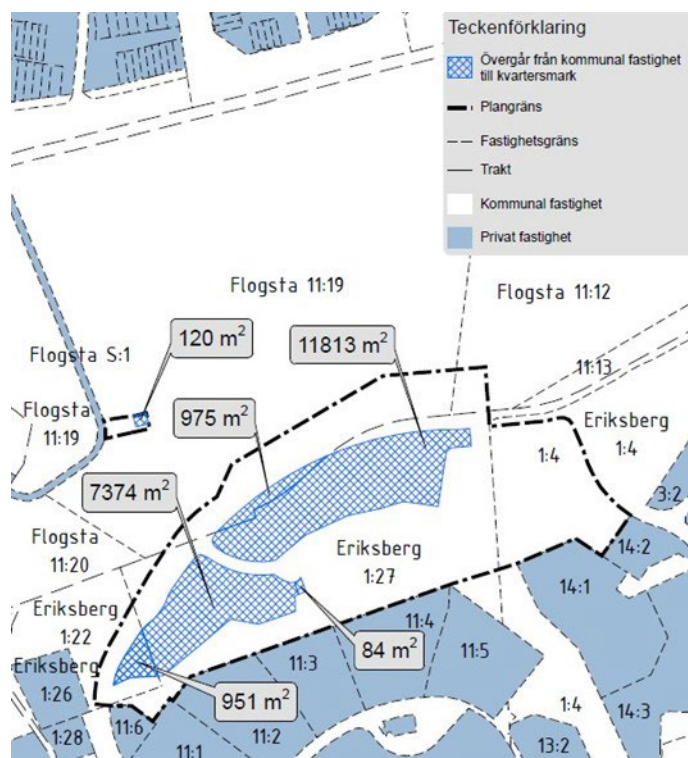 Teckenförklaring
Övergår från kommunal fastighet
till kvartersmark
Plangräns
Fastighetsgräns
Trakt
Kommunal fastighet
Privat fastighet
Flogsta 11:19
Flogsta 11:12
120 m²
11813 m²
Flogsta S:1
11:13
Flogsta
11:19
975 m²
Eriksberg
1:4
1:4
7374 m²
3:2
Flogsta
11:20
Eriksberg
1:27
14:2
14:1
Eriksberg
1:22
11:4
84 m²
11:5
Eriksberg
1:26
11:3
951 m²
1:4
14:3
1:28
11:6
11:2
11:1
13:2